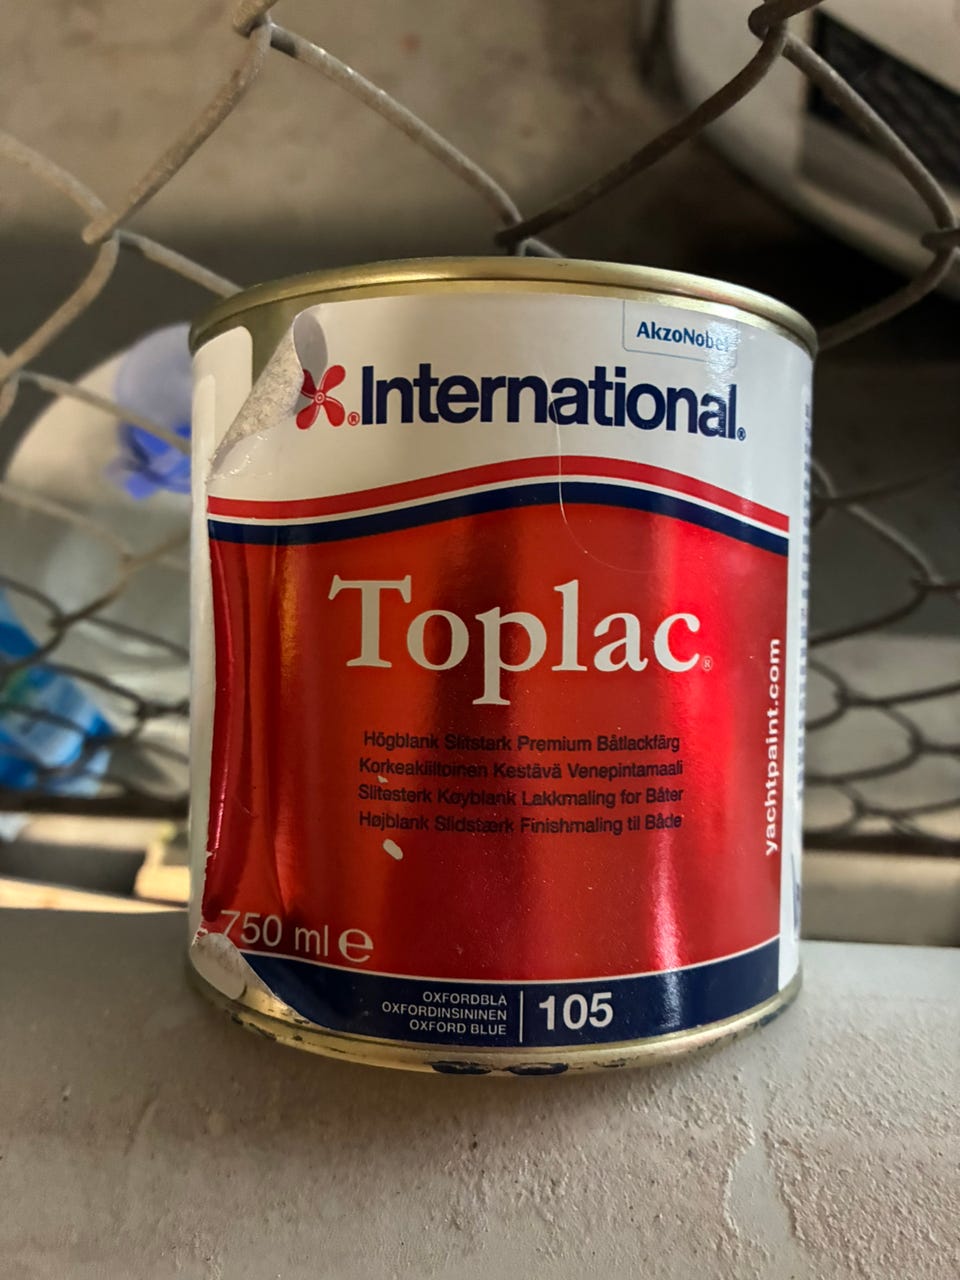 AkzoNobel
International®
Toplac®
Högblank Slitstark Premium Båtlackfärg
Korkeakiiltoinen Kestävä Venepintamaali
Slitesterk Høyblank Lakkmaling for Båter
Højblank Slidstærk Finishmaling til Både
yachtpaint.com
750 ml e
OXFORDBLÅ
OXFORDINSININEN
OXFORD BLUE
105